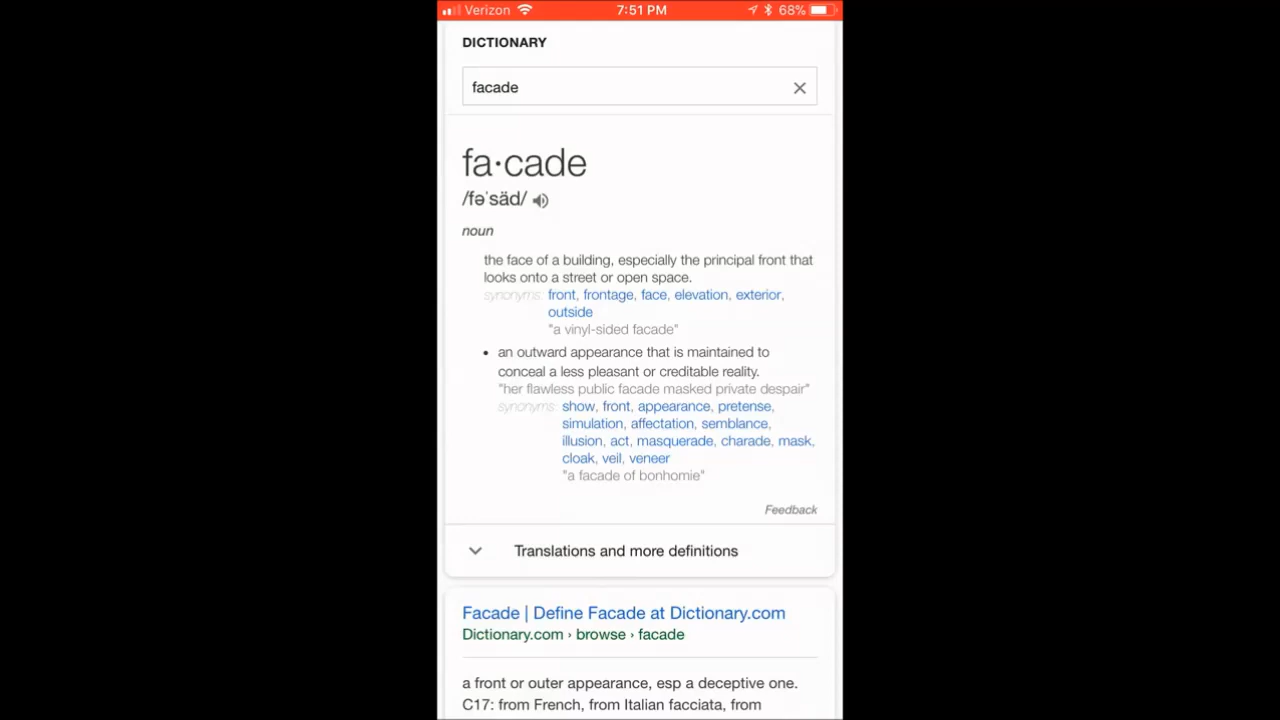 Verizon 7:51 PM 68%
DICTIONARY
facade
fa·cade
/fəˈsäd/
noun
the face of a building, especially the principal front that
looks onto a street or open space.
synonyms: front, frontage, face, elevation, exterior,
outside
"a vinyl-sided facade"
• an outward appearance that is maintained to
conceal a less pleasant or creditable reality.
"her flawless public facade masked private despair"
synonyms: show, front, appearance, pretense,
simulation, affectation, semblance,
illusion, act, masquerade, charade, mask,
cloak, veil, veneer
"a facade of bonhomie"
Feedback
Translations and more definitions
Facade | Define Facade at Dictionary.com
Dictionary.com › browse › facade
a front or outer appearance, esp a deceptive one.
C17: from French, from Italian facciata, from